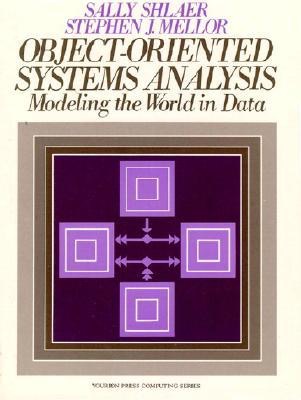 SALLY SHLAER
STEPHEN J. MELLOR
OBJECT-ORIENTED
SYSTEMS ANALYSIS
Modeling the World in Data
YOURDON PRESS COMPUTING SERIES